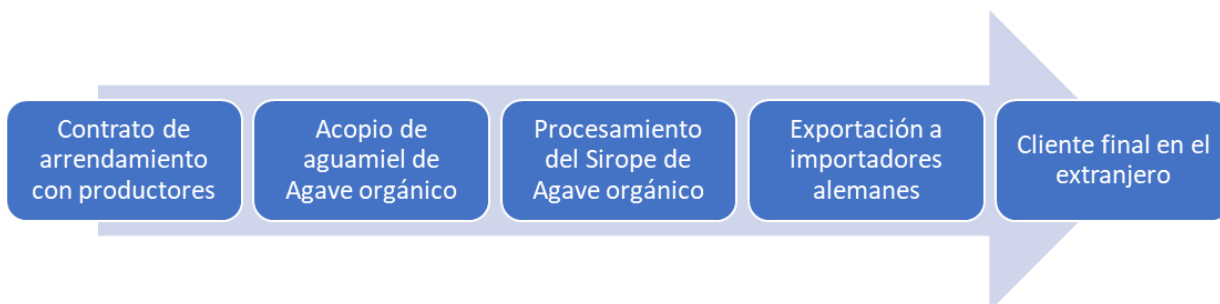 Contrato de
arrendamiento
con productores
Acopio de
aguamiel de
Agave orgánico
Procesamiento
del Sirope de
Agave orgánico
Exportación a
importadores
alemanes
Cliente final en el
extranjero